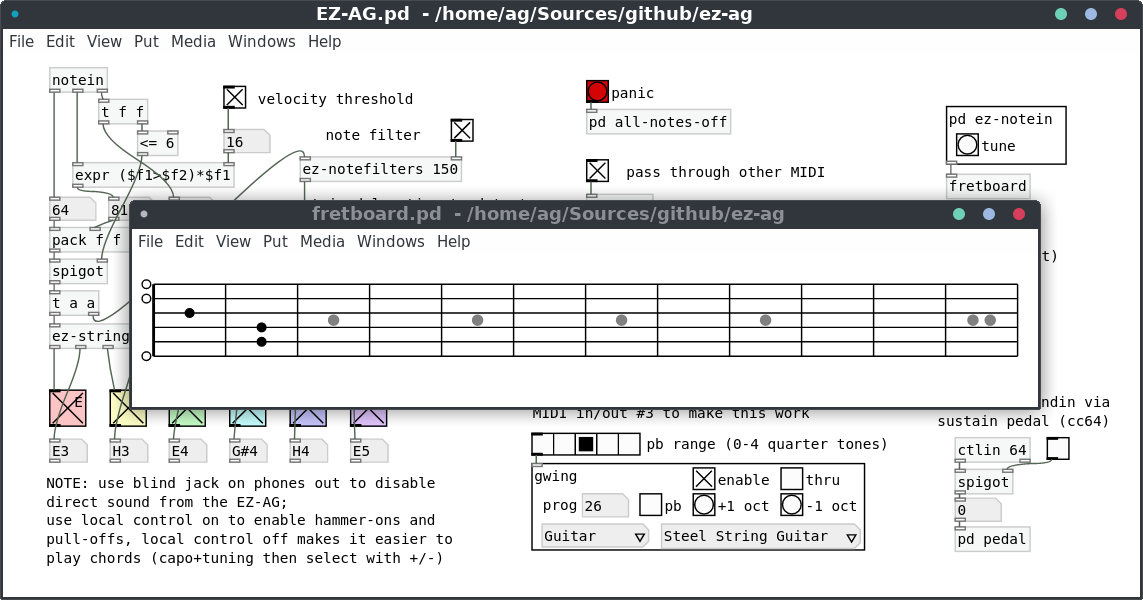 EZ-AG.pd - /home/ag/Sources/github/ez-ag
File Edit View Put Media Windows Help
notein
t f f
<= 6
velocity threshold
16
note filter
expr ($f1>$f2)*$f1
ez-notefilters 150
64
81
pack f f
spigot
t a a
ez-string
panic
pd all-notes-off
pass through other MIDI
pd ez-notein
tune
fretboard
t)
fretboard.pd - /home/ag/Sources/github/ez-ag
File Edit View Put Media Windows Help
E
E3
H3
E4
G#4
H4
E5
NOTE: use blind jack on phones out to disable
direct sound from the EZ-AG;
use local control on to enable hammer-ons and
pull-offs, local control off makes it easier to
play chords (capo+tuning then select with +/-)
MIDI in/out #3 to make this work
pb range (0-4 quarter tones)
gwing
enable
thru
prog
26
pb
+1 oct
-1 oct
Guitar
Steel String Guitar
ndin via
sustain pedal (cc64)
ctlin 64
spigot
0
pd pedal